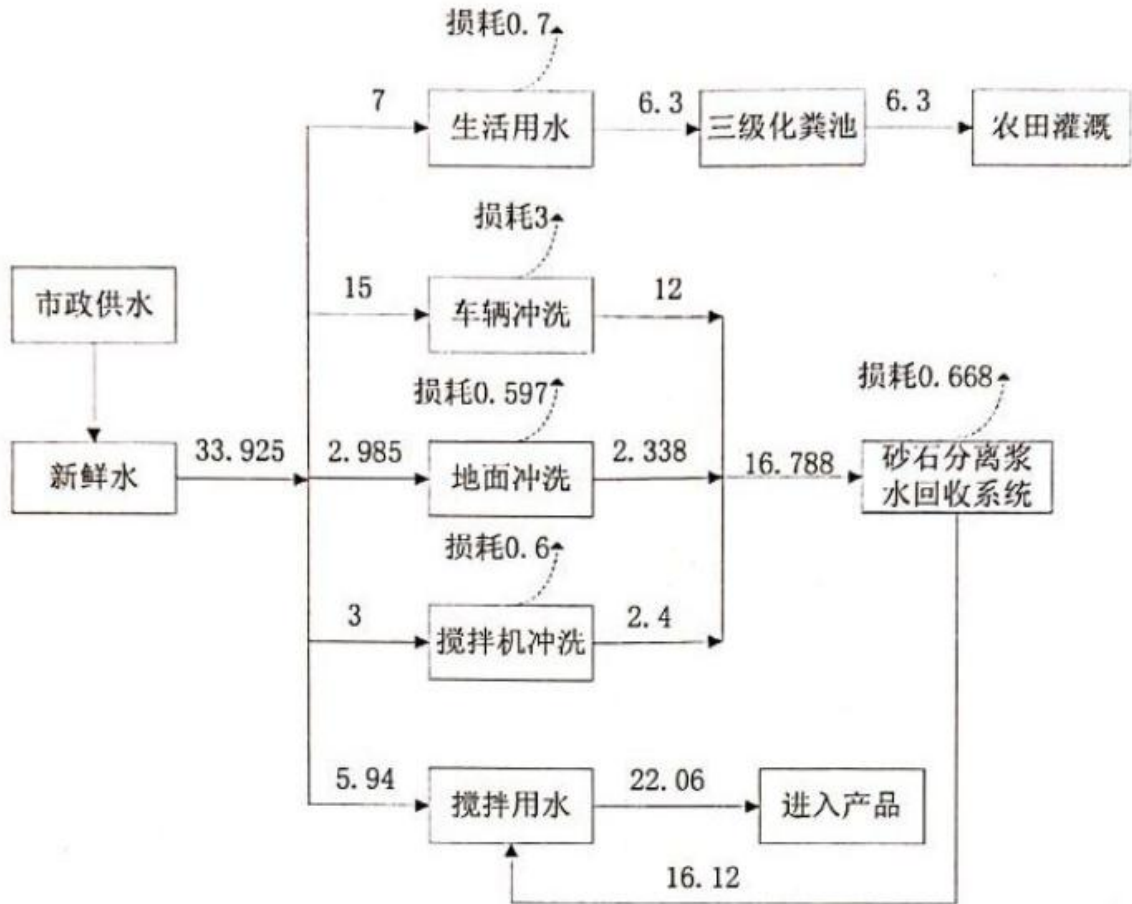 损耗0.7
7
生活用水
6.3
三级化粪池
6.3
农田灌溉
损耗3
市政供水
15
车辆冲洗
12
损耗0.597
损耗0.668
新鲜水
33.925
2.985
地面冲洗
2.338
16.788
砂石分离浆
水回收系统
损耗0.6
3
搅拌机冲洗
2.4
5.94
搅拌用水
22.06
进入产品
16.12